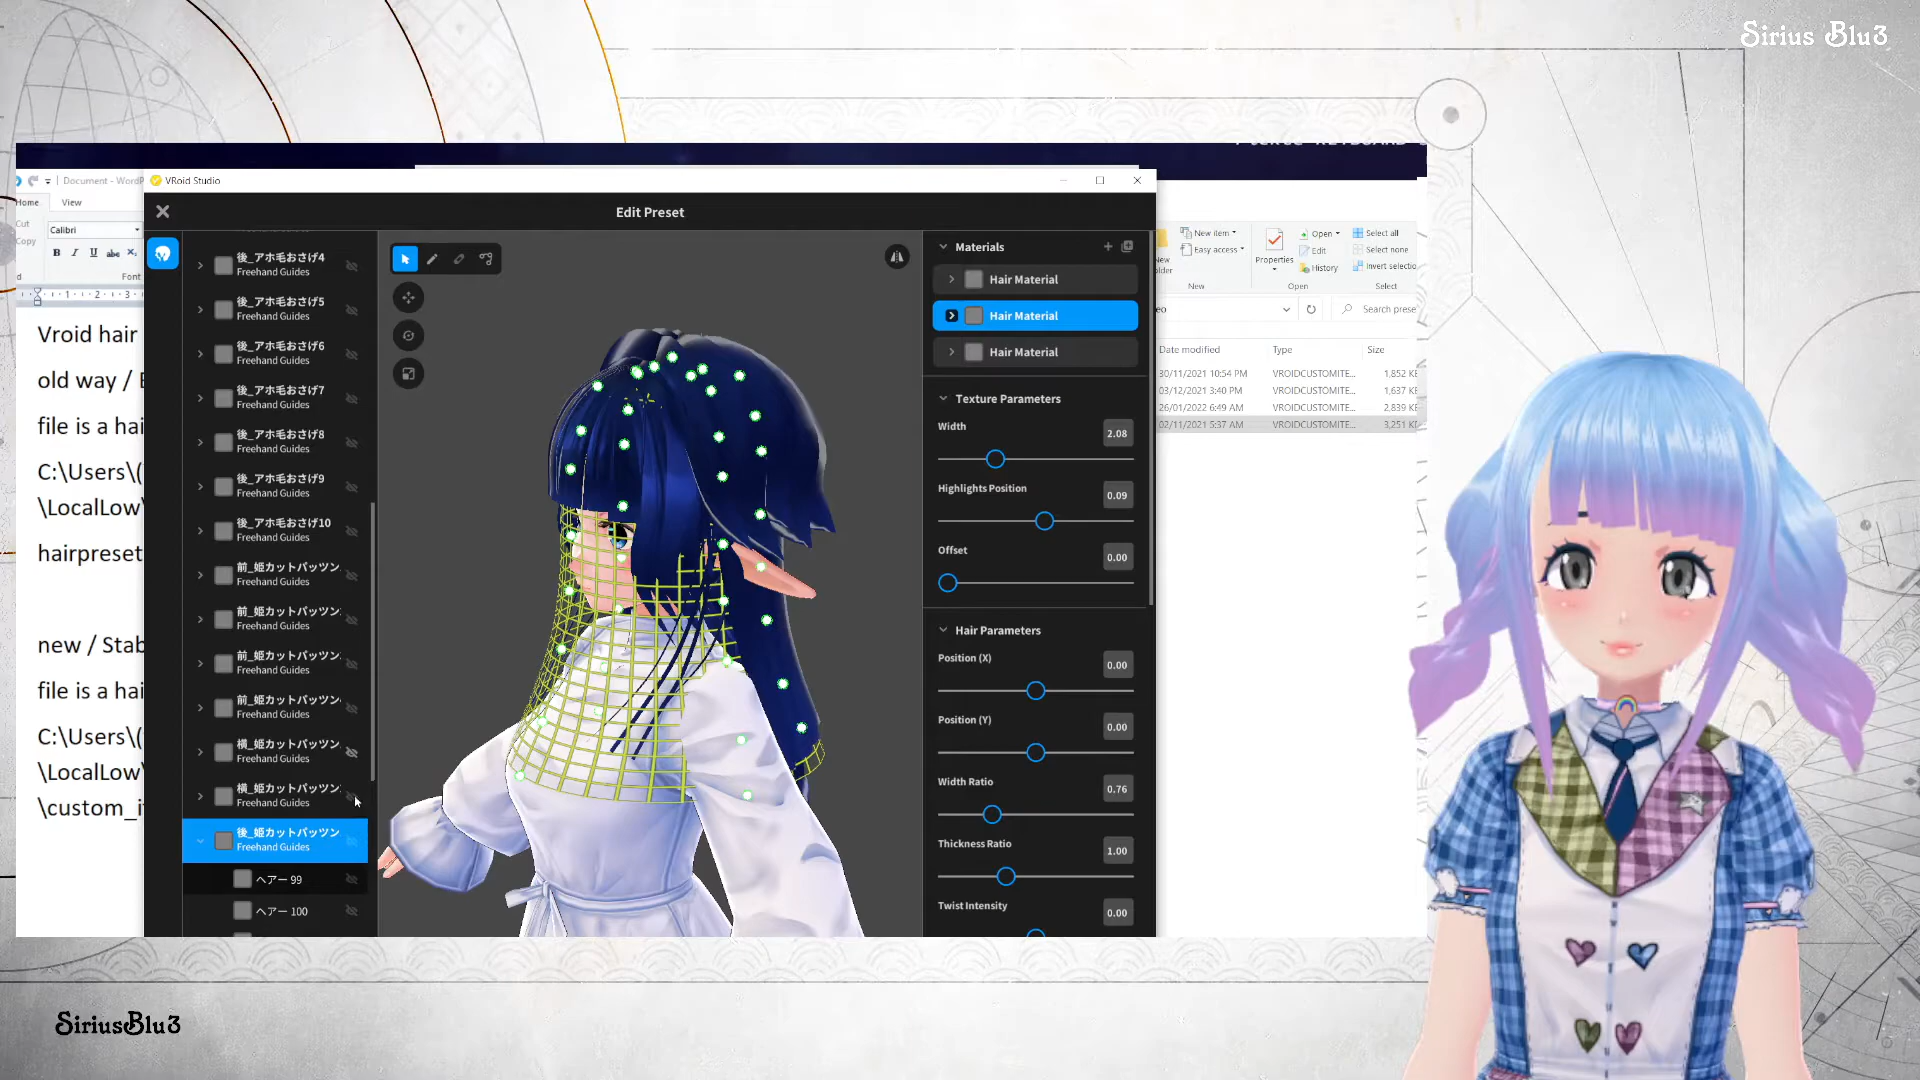 Sirius Blu3
Document - WordP
VRoid Studio
Home
View
Cut
Copy
Calibri
B I U abc X₂
Font
1 2 3
Vroid hair
old way / E
file is a hai
C:\Users\(
\LocalLow\
hairpreset
new / Stab
file is a hai
C:\Users\(
\LocalLow\
\custom_i
Edit Preset
後_アホ毛おさげ4
Freehand Guides
後_アホ毛おさげ5
Freehand Guides
後_アホ毛おさげ6
Freehand Guides
後_アホ毛おさげ7
Freehand Guides
後_アホ毛おさげ8
Freehand Guides
後_アホ毛おさげ9
Freehand Guides
後_アホ毛おさげ10
Freehand Guides
前_姫カットパッツン
Freehand Guides
前_姫カットパッツン
Freehand Guides
前_姫カットパッツン
Freehand Guides
前_姫カットパッツン
Freehand Guides
横_姫カットパッツン
Freehand Guides
横_姫カットパッツン
Freehand Guides
後_姫カットパッツン
Freehand Guides
ヘアー 99
ヘアー 100
Materials
Hair Material
Hair Material
Hair Material
Texture Parameters
Width
2.08
Highlights Position
0.09
Offset
0.00
Hair Parameters
Position (X)
0.00
Position (Y)
0.00
Width Ratio
0.76
Thickness Ratio
1.00
Twist Intensity
0.00
New item
Easy access
New
Properties
Open
Edit
History
Open
Select all
Select none
Invert selectio
Select
eo
Search prese
Date modified
Type
Size
30/11/2021 10:54 PM
VROIDCUSTOMITE...
1,852 KE
03/12/2021 3:40 PM
VROIDCUSTOMITE...
1,637 KE
26/01/2022 6:49 AM
VROIDCUSTOMITE...
2,839 KE
02/11/2021 5:37 AM
VROIDCUSTOMITE...
3,251 KE
SiriusBlu3